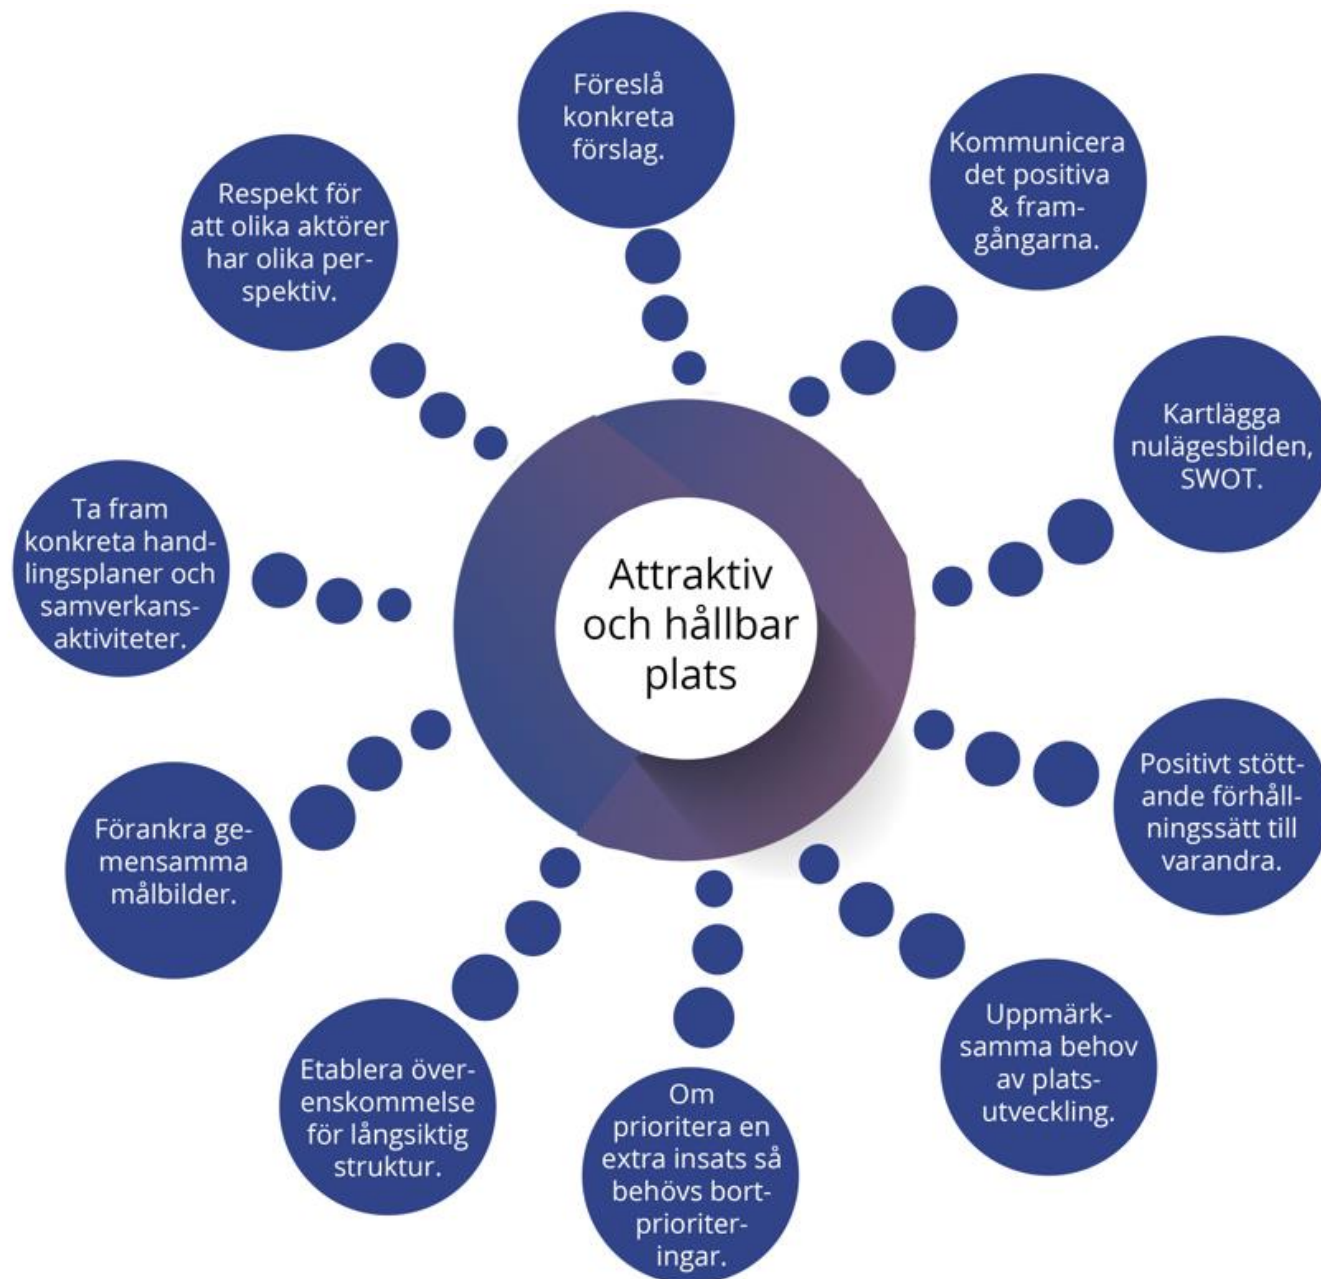 Föreslå
konkreta
förslag.
Kommunicera
det positiva
& fram-
gångarna.
Respekt för
att olika aktörer
har olika per-
spektiv.
Kartlägga
nulägesbilden,
SWOT.
Ta fram
konkreta hand-
lingsplaner och
samverkans-
aktiviteter.
Attraktiv
och hållbar
plats
Positivt stött-
ande förhåll-
ningssätt till
varandra.
Förankra ge-
mensamma
målbilder.
Uppmärk-
samma behov
av plats-
utveckling.
Etablera över-
enskommelse
för långsiktig
struktur.
Om
prioritera en
extra insats så
behövs bort-
prioriter-
ingar.